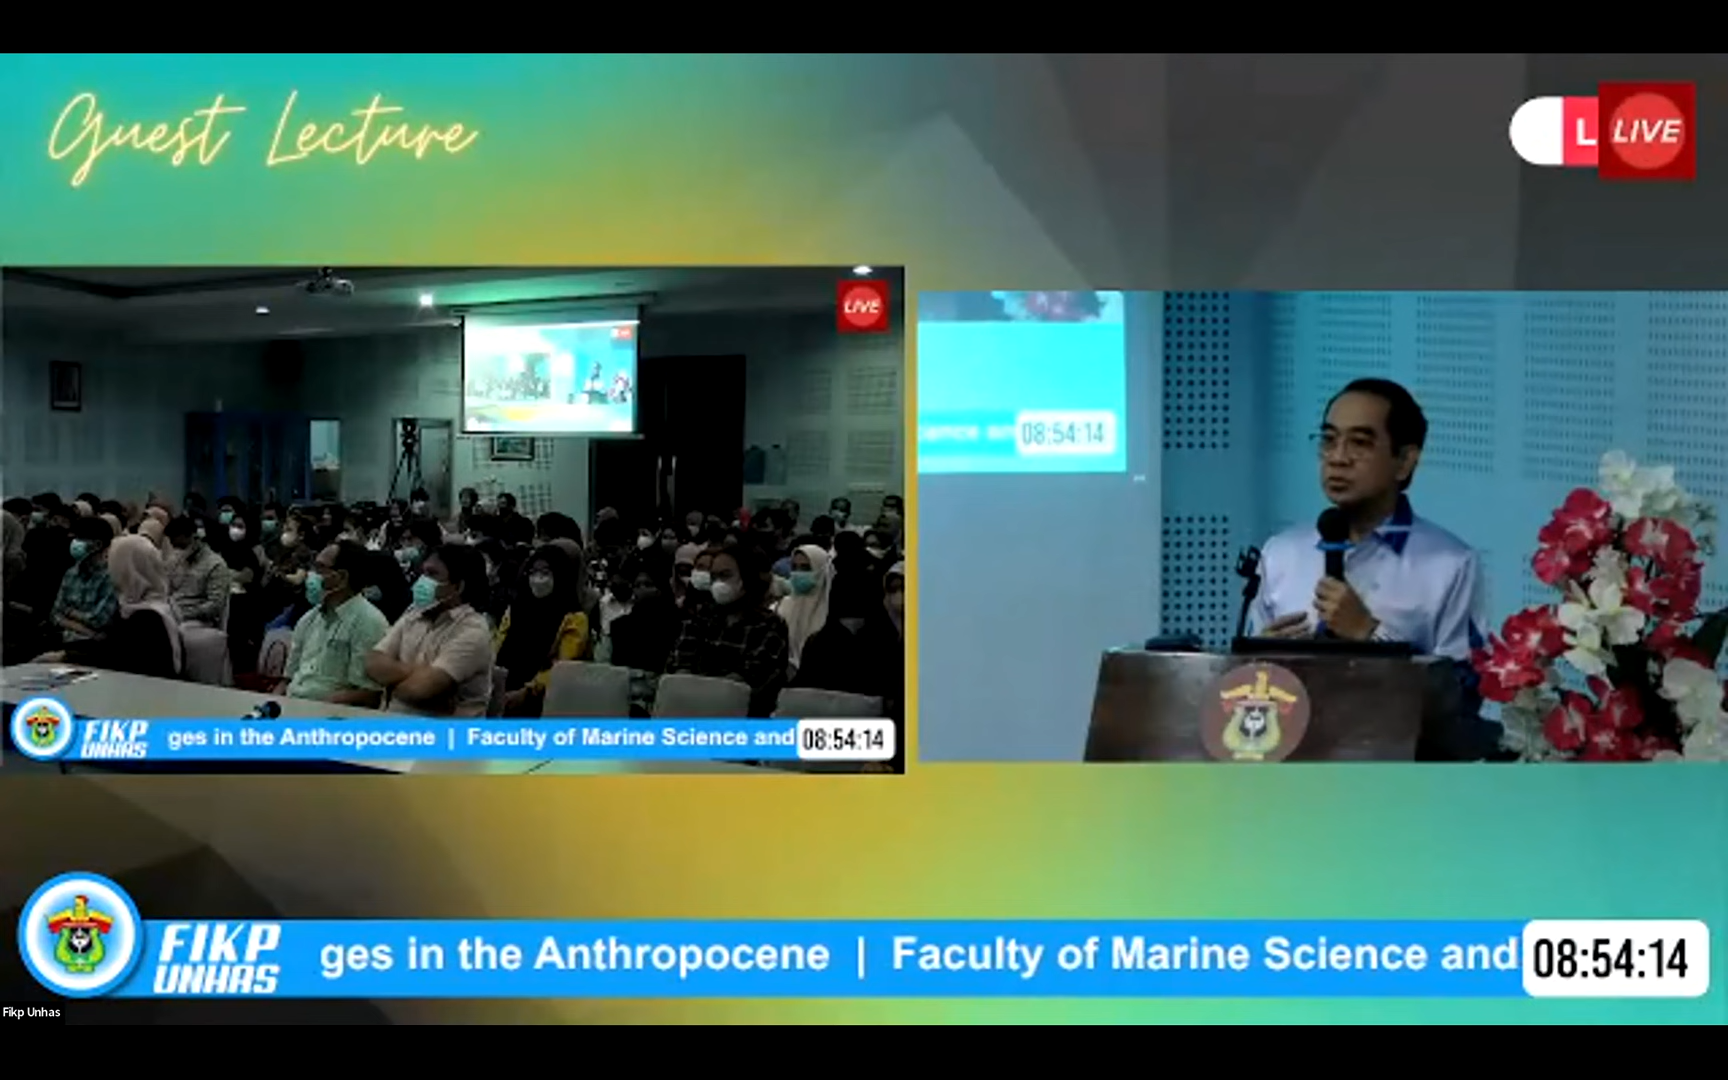 Guest Lecture
L
LIVE
LIVE
08:54:14
FIKP
UNHAS
ges in the Anthropocene | Faculty of Marine Science and
08:54:14
FIKP
UNHAS
ges in the Anthropocene | Faculty of Marine Science and
08:54:14
Fikp Unhas